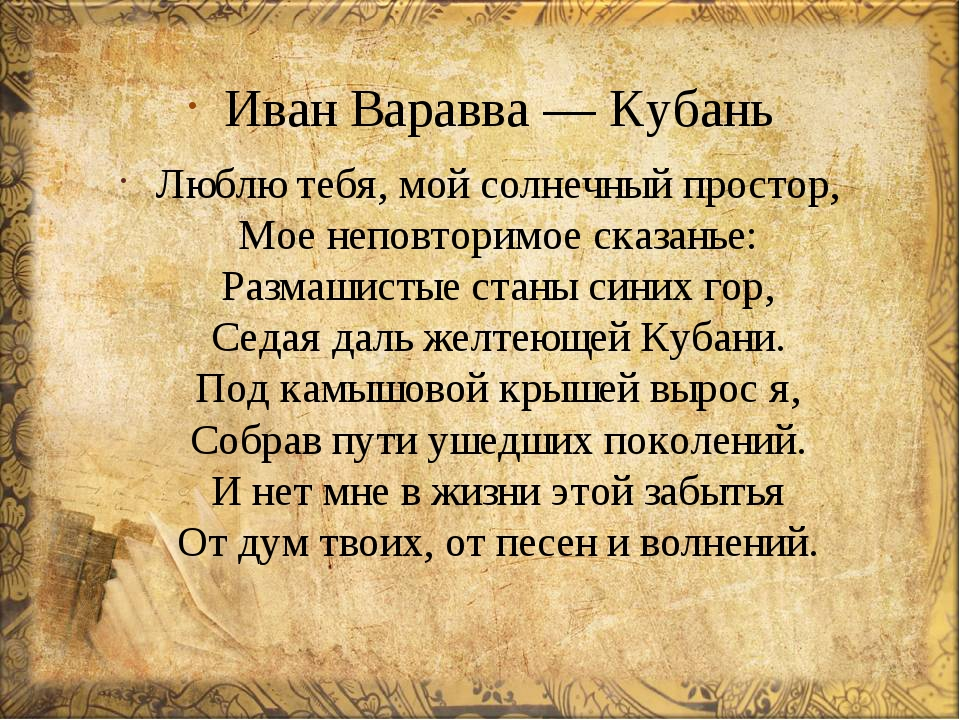 Иван Варавва — Кубань
Люблю тебя, мой солнечный простор,
Мое неповторимое сказанье:
Размашистые станы синих гор,
Седая даль желтеющей Кубани.
Под камышовой крышей вырос я,
Собрав пути ушедших поколений.
И нет мне в жизни этой забытья
От дум твоих, от песен и волнений.